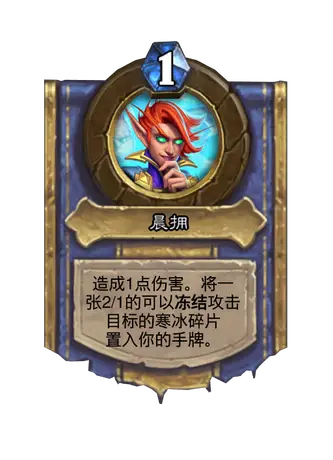 1
晨拥
造成1点伤害。将一
张2/1的可以冻结攻击
目标的寒冰碎片
置入你的手牌。